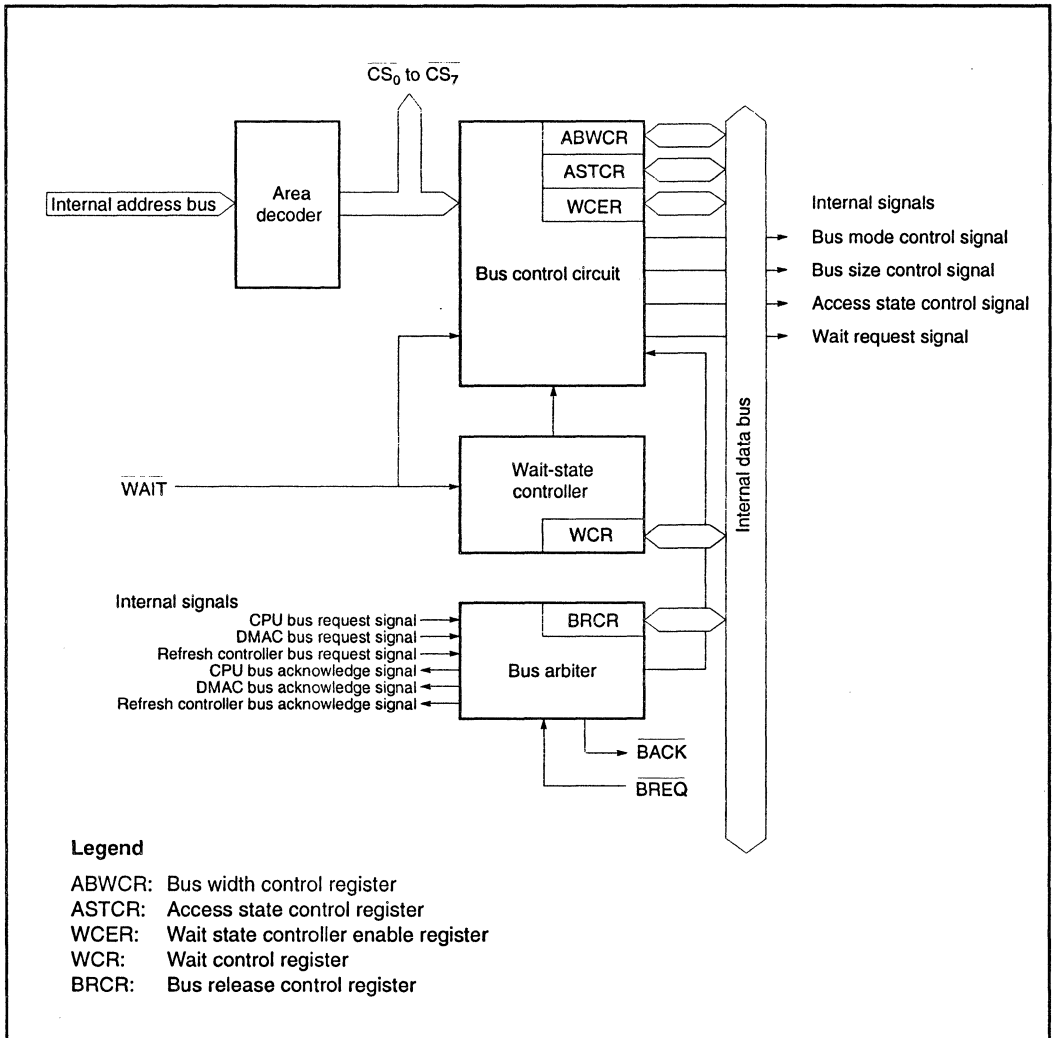 CS₀ to CS₇
ABWCR
ASTCR
WCER
Internal address bus
Area
decoder
Bus control circuit
Internal signals
Bus mode control signal
Bus size control signal
Access state control signal
Wait request signal
Internal data bus
WAIT
Wait-state
controller
WCR
Internal signals
CPU bus request signal
DMAC bus request signal
Refresh controller bus request signal
CPU bus acknowledge signal
DMAC bus acknowledge signal
Refresh controller bus acknowledge signal
BRCR
Bus arbiter
BACK
BREQ
Legend
ABWCR: Bus width control register
ASTCR: Access state control register
WCER: Wait state controller enable register
WCR: Wait control register
BRCR: Bus release control register